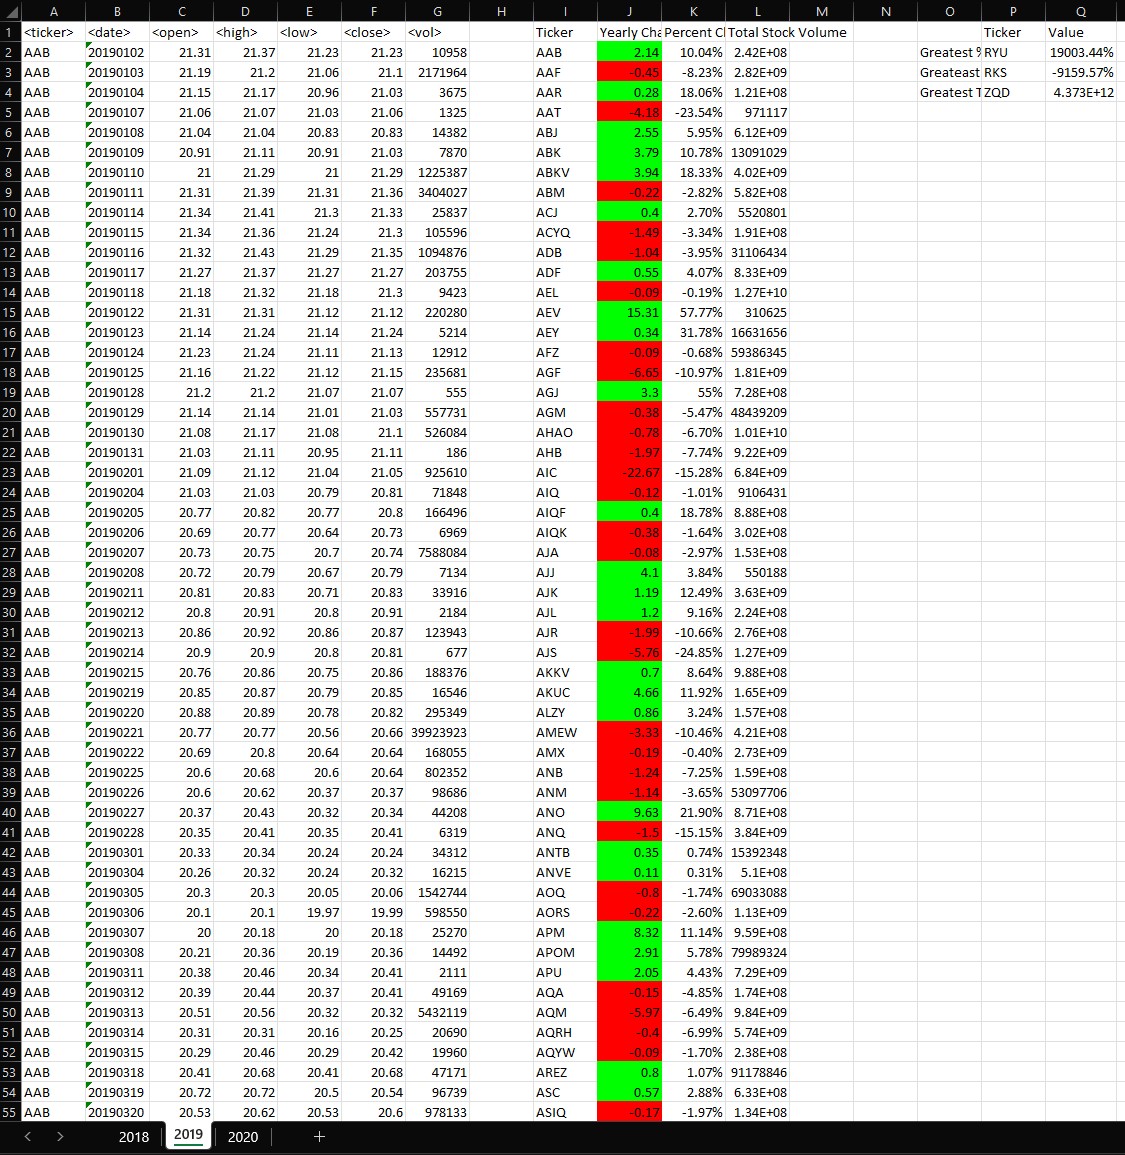 A B C D E F G H I J K L M N O P Q
1 <ticker> <date> <open> <high> <low> <close> <vol> Ticker Yearly Cha Percent Cl Total Stock Volume Ticker Value
2 AAB 20190102 21.31 21.37 21.23 21.23 10958 AAB 2.14 10.04% 2.42E+08 Greatest % RYU 19003.44%
3 AAB 20190103 21.19 21.2 21.06 21.1 2171964 AAF -0.45 -8.23% 2.82E+09 Greateast RKS -9159.57%
4 AAB 20190104 21.15 21.17 20.96 21.03 3675 AAR 0.28 18.06% 1.21E+08 Greatest T ZQD 4.373E+12
5 AAB 20190107 21.06 21.07 21.03 21.06 1325 AAT -4.18 -23.54% 971117
6 AAB 20190108 21.04 21.04 20.83 20.83 14382 ABJ 2.55 5.95% 6.12E+09
7 AAB 20190109 20.91 21.11 20.91 21.03 7870 ABK 3.79 10.78% 13091029
8 AAB 20190110 21 21.29 21 21.29 1225387 ABKV 3.94 18.33% 4.02E+09
9 AAB 20190111 21.31 21.39 21.31 21.36 3404027 ABM -0.22 -2.82% 5.82E+08
10 AAB 20190114 21.34 21.41 21.3 21.33 25837 ACJ 0.4 2.70% 5520801
11 AAB 20190115 21.34 21.36 21.24 21.3 105596 ACYQ -1.49 -3.34% 1.91E+08
12 AAB 20190116 21.32 21.43 21.29 21.35 1094876 ADB -1.04 -3.95% 31106434
13 AAB 20190117 21.27 21.37 21.27 21.27 203755 ADF 0.55 4.07% 8.33E+09
14 AAB 20190118 21.18 21.32 21.18 21.3 9423 AEL -0.09 -0.19% 1.27E+10
15 AAB 20190122 21.31 21.31 21.12 21.12 220280 AEV 15.31 57.77% 310625
16 AAB 20190123 21.14 21.24 21.14 21.24 5214 AEY 0.34 31.78% 16631656
17 AAB 20190124 21.23 21.24 21.11 21.13 12912 AFZ -0.09 -0.68% 59386345
18 AAB 20190125 21.16 21.22 21.12 21.15 235681 AGF -6.65 -10.97% 1.81E+09
19 AAB 20190128 21.2 21.2 21.07 21.07 555 AGJ 3.3 55% 7.28E+08
20 AAB 20190129 21.14 21.14 21.01 21.03 557731 AGM -0.38 -5.47% 48439209
21 AAB 20190130 21.08 21.17 21.08 21.1 526084 AHAO -0.78 -6.70% 1.01E+10
22 AAB 20190131 21.03 21.11 20.95 21.11 186 AHB -1.97 -7.74% 9.22E+09
23 AAB 20190201 21.09 21.12 21.04 21.05 925610 AIC -22.67 -15.28% 6.84E+09
24 AAB 20190204 21.03 21.03 20.79 20.81 71848 AIQ -0.12 -1.01% 9106431
25 AAB 20190205 20.77 20.82 20.77 20.8 166496 AIQF 0.4 18.78% 8.88E+08
26 AAB 20190206 20.69 20.77 20.64 20.73 6969 AIQK -0.38 -1.64% 3.02E+08
27 AAB 20190207 20.73 20.75 20.7 20.74 7588084 AJA -0.08 -2.97% 1.53E+08
28 AAB 20190208 20.72 20.79 20.67 20.79 7134 AJJ 4.1 3.84% 550188
29 AAB 20190211 20.81 20.83 20.71 20.83 33916 AJK 1.19 12.49% 3.63E+09
30 AAB 20190212 20.8 20.91 20.8 20.91 2184 AJL 1.2 9.16% 2.24E+08
31 AAB 20190213 20.86 20.92 20.86 20.87 123943 AJR -1.99 -10.66% 2.76E+08
32 AAB 20190214 20.9 20.9 20.8 20.81 677 AJS -5.76 -24.85% 1.27E+09
33 AAB 20190215 20.76 20.86 20.75 20.86 188376 AKKV 0.7 8.64% 9.88E+08
34 AAB 20190219 20.85 20.87 20.79 20.85 16546 AKUC 4.66 11.92% 1.65E+09
35 AAB 20190220 20.88 20.89 20.78 20.82 295349 ALZY 0.86 3.24% 1.57E+08
36 AAB 20190221 20.77 20.77 20.56 20.66 39923923 AMEW -3.33 -10.46% 4.21E+08
37 AAB 20190222 20.69 20.8 20.64 20.64 168055 AMX -0.19 -0.40% 2.73E+09
38 AAB 20190225 20.6 20.68 20.6 20.64 802352 ANB -1.24 -7.25% 1.59E+08
39 AAB 20190226 20.6 20.62 20.37 20.37 98686 ANM -1.14 -3.65% 53097706
40 AAB 20190227 20.37 20.43 20.32 20.34 44208 ANO 9.63 21.90% 8.71E+08
41 AAB 20190228 20.35 20.41 20.35 20.41 6319 ANQ -1.5 -15.15% 3.84E+09
42 AAB 20190301 20.33 20.34 20.24 20.24 34312 ANTB 0.35 0.74% 15392348
43 AAB 20190304 20.26 20.32 20.24 20.32 16215 ANVE 0.11 0.31% 5.1E+08
44 AAB 20190305 20.3 20.3 20.05 20.06 1542744 AOQ -0.8 -1.74% 69033088
45 AAB 20190306 20.1 20.1 19.97 19.99 598550 AORS -0.22 -2.60% 1.13E+09
46 AAB 20190307 20 20.18 20 20.18 25270 APM 8.32 11.14% 9.59E+08
47 AAB 20190308 20.21 20.36 20.19 20.36 14492 APOM 2.91 5.78% 79989324
48 AAB 20190311 20.38 20.46 20.34 20.41 2111 APU 2.05 4.43% 7.29E+09
49 AAB 20190312 20.39 20.44 20.37 20.41 49169 AQA -0.15 -4.85% 1.74E+08
50 AAB 20190313 20.51 20.56 20.32 20.32 5432119 AQM -5.97 -6.49% 9.84E+09
51 AAB 20190314 20.31 20.31 20.16 20.25 20690 AQRH -0.4 -6.99% 5.74E+09
52 AAB 20190315 20.29 20.46 20.29 20.42 19960 AQYW -0.09 -1.70% 2.38E+08
53 AAB 20190318 20.41 20.68 20.41 20.68 47171 AREZ 0.8 1.07% 91178846
54 AAB 20190319 20.72 20.72 20.5 20.54 96739 ASC 0.57 2.88% 6.33E+08
55 AAB 20190320 20.53 20.62 20.53 20.6 978133 ASIQ -0.17 -1.97% 1.34E+08
2018 2019 2020 +